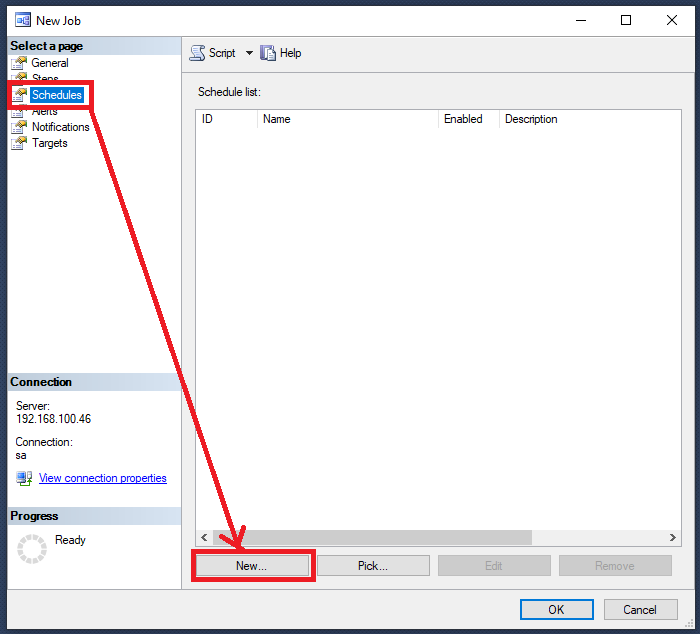 New Job
Select a page
General
Steps
Schedules
Alerts
Notifications
Targets
Script
Help
Schedule list:
ID Name Enabled Description
Connection
Server:
192.168.100.46
Connection:
sa
View connection properties
Progress
Ready
New... Pick... Edit Remove
OK Cancel